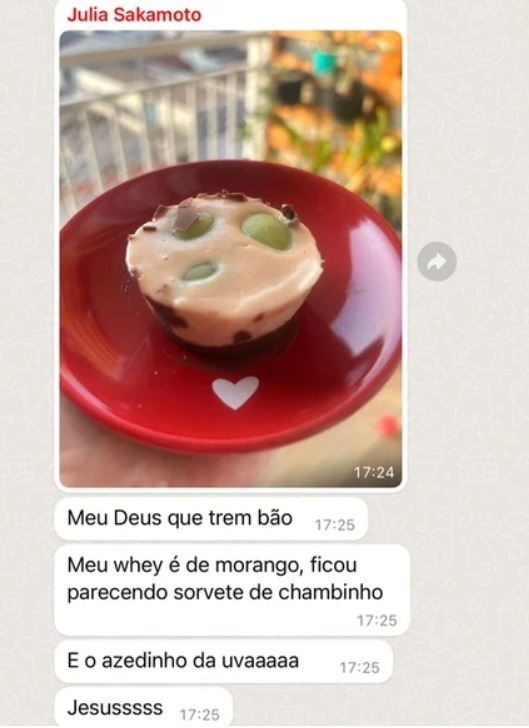 Julia Sakamoto
17:24
Meu Deus que trem bão 17:25
Meu whey é de morango, ficou
parecendo sorvete de chambinho
17:25
E o azedinho da uvaaaaa 17:25
Jesusssss 17:25